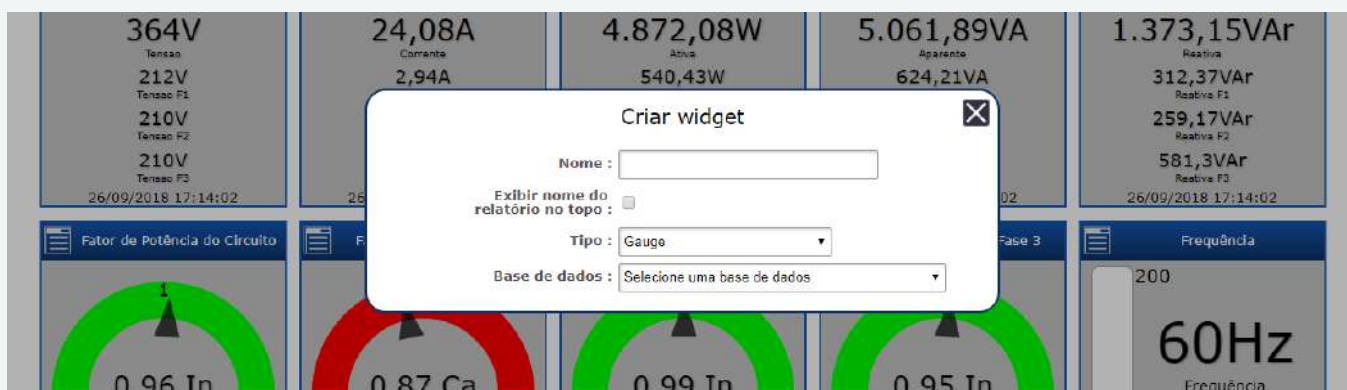 364V
Tensao
212V
Tensao F1
210V
Tensao F2
210V
Tensao F3
26/09/2018 17:14:02
24,08A
Corrente
2,94A
26
4.872,08W
Ativa
540,43W
5.061,89VA
Aparente
624,21VA
02
1.373,15VAr
Reativa
312,37VAr
Reativa F1
259,17VAr
Reativa F2
581,3VAr
Reativa F3
26/09/2018 17:14:02
Criar widget
Nome :
Exibir nome do
relatório no topo :
Tipo : Gauge
Base de dados : Selecione uma base de dados
Fator de Potência do Circuito
F
Fase 3
Frequência
1
0,96 In
0,87 Ca
0,99 In
0,95 In
200
60Hz
Frequência